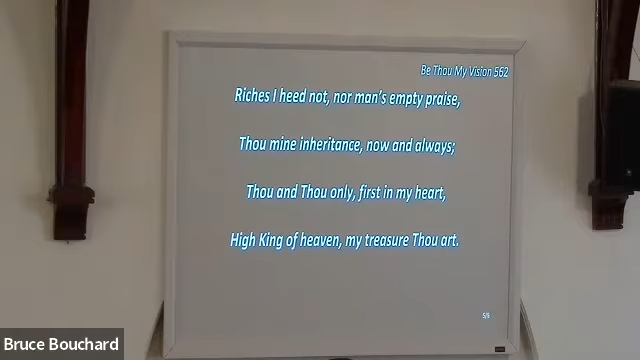 Be Thou My Vision 562
Riches I heed not, nor man's empty praise,
Thou mine inheritance, now and always;
Thou and Thou only, first in my heart,
High King of heaven, my treasure Thou art.
5/6
Bruce Bouchard